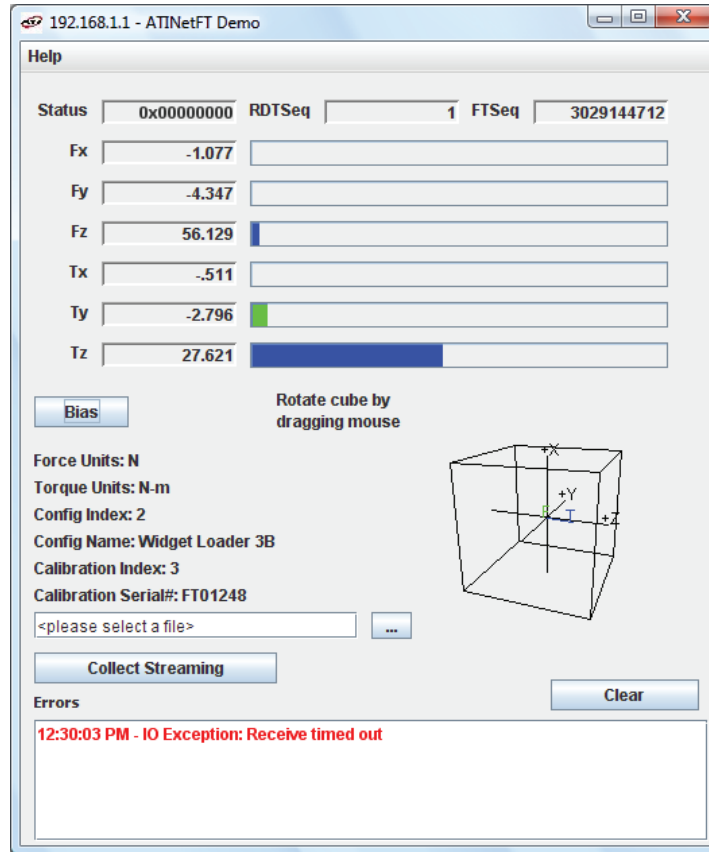 192.168.1.1 - ATINetFT Demo
Help
Status 0x00000000 RDTSeq 1 FTSeq 3029144712
Fx -1.077
Fy -4.347
Fz 56.129
Tx -.511
Ty -2.796
Tz 27.621
Bias
Rotate cube by
dragging mouse
Force Units: N
Torque Units: N-m
Config Index: 2
Config Name: Widget Loader 3B
Calibration Index: 3
Calibration Serial#: FT01248
+X
+Y
F T +Z
<please select a file> ...
Collect Streaming
Clear
Errors
12:30:03 PM - IO Exception: Receive timed out